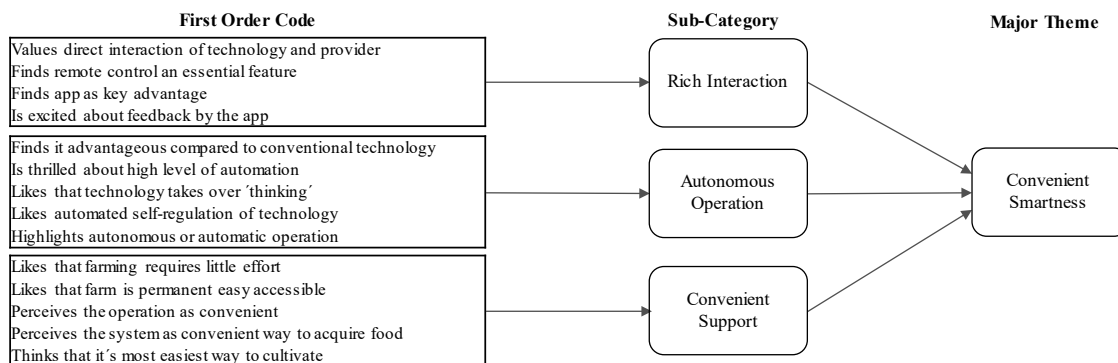 First Order Code
Sub-Category
Major Theme
Values direct interaction of technology and provider
Finds remote control an essential feature
Finds app as key advantage
Is excited about feedback by the app
Rich Interaction
Finds it advantageous compared to conventional technology
Is thrilled about high level of automation
Likes that technology takes over ´thinking´
Likes automated self-regulation of technology
Highlights autonomous or automatic operation
Autonomous
Operation
Convenient
Smartness
Likes that farming requires little effort
Likes that farm is permanent easy accessible
Perceives the operation as convenient
Perceives the system as convenient way to acquire food
Thinks that it´s most easiest way to cultivate
Convenient
Support